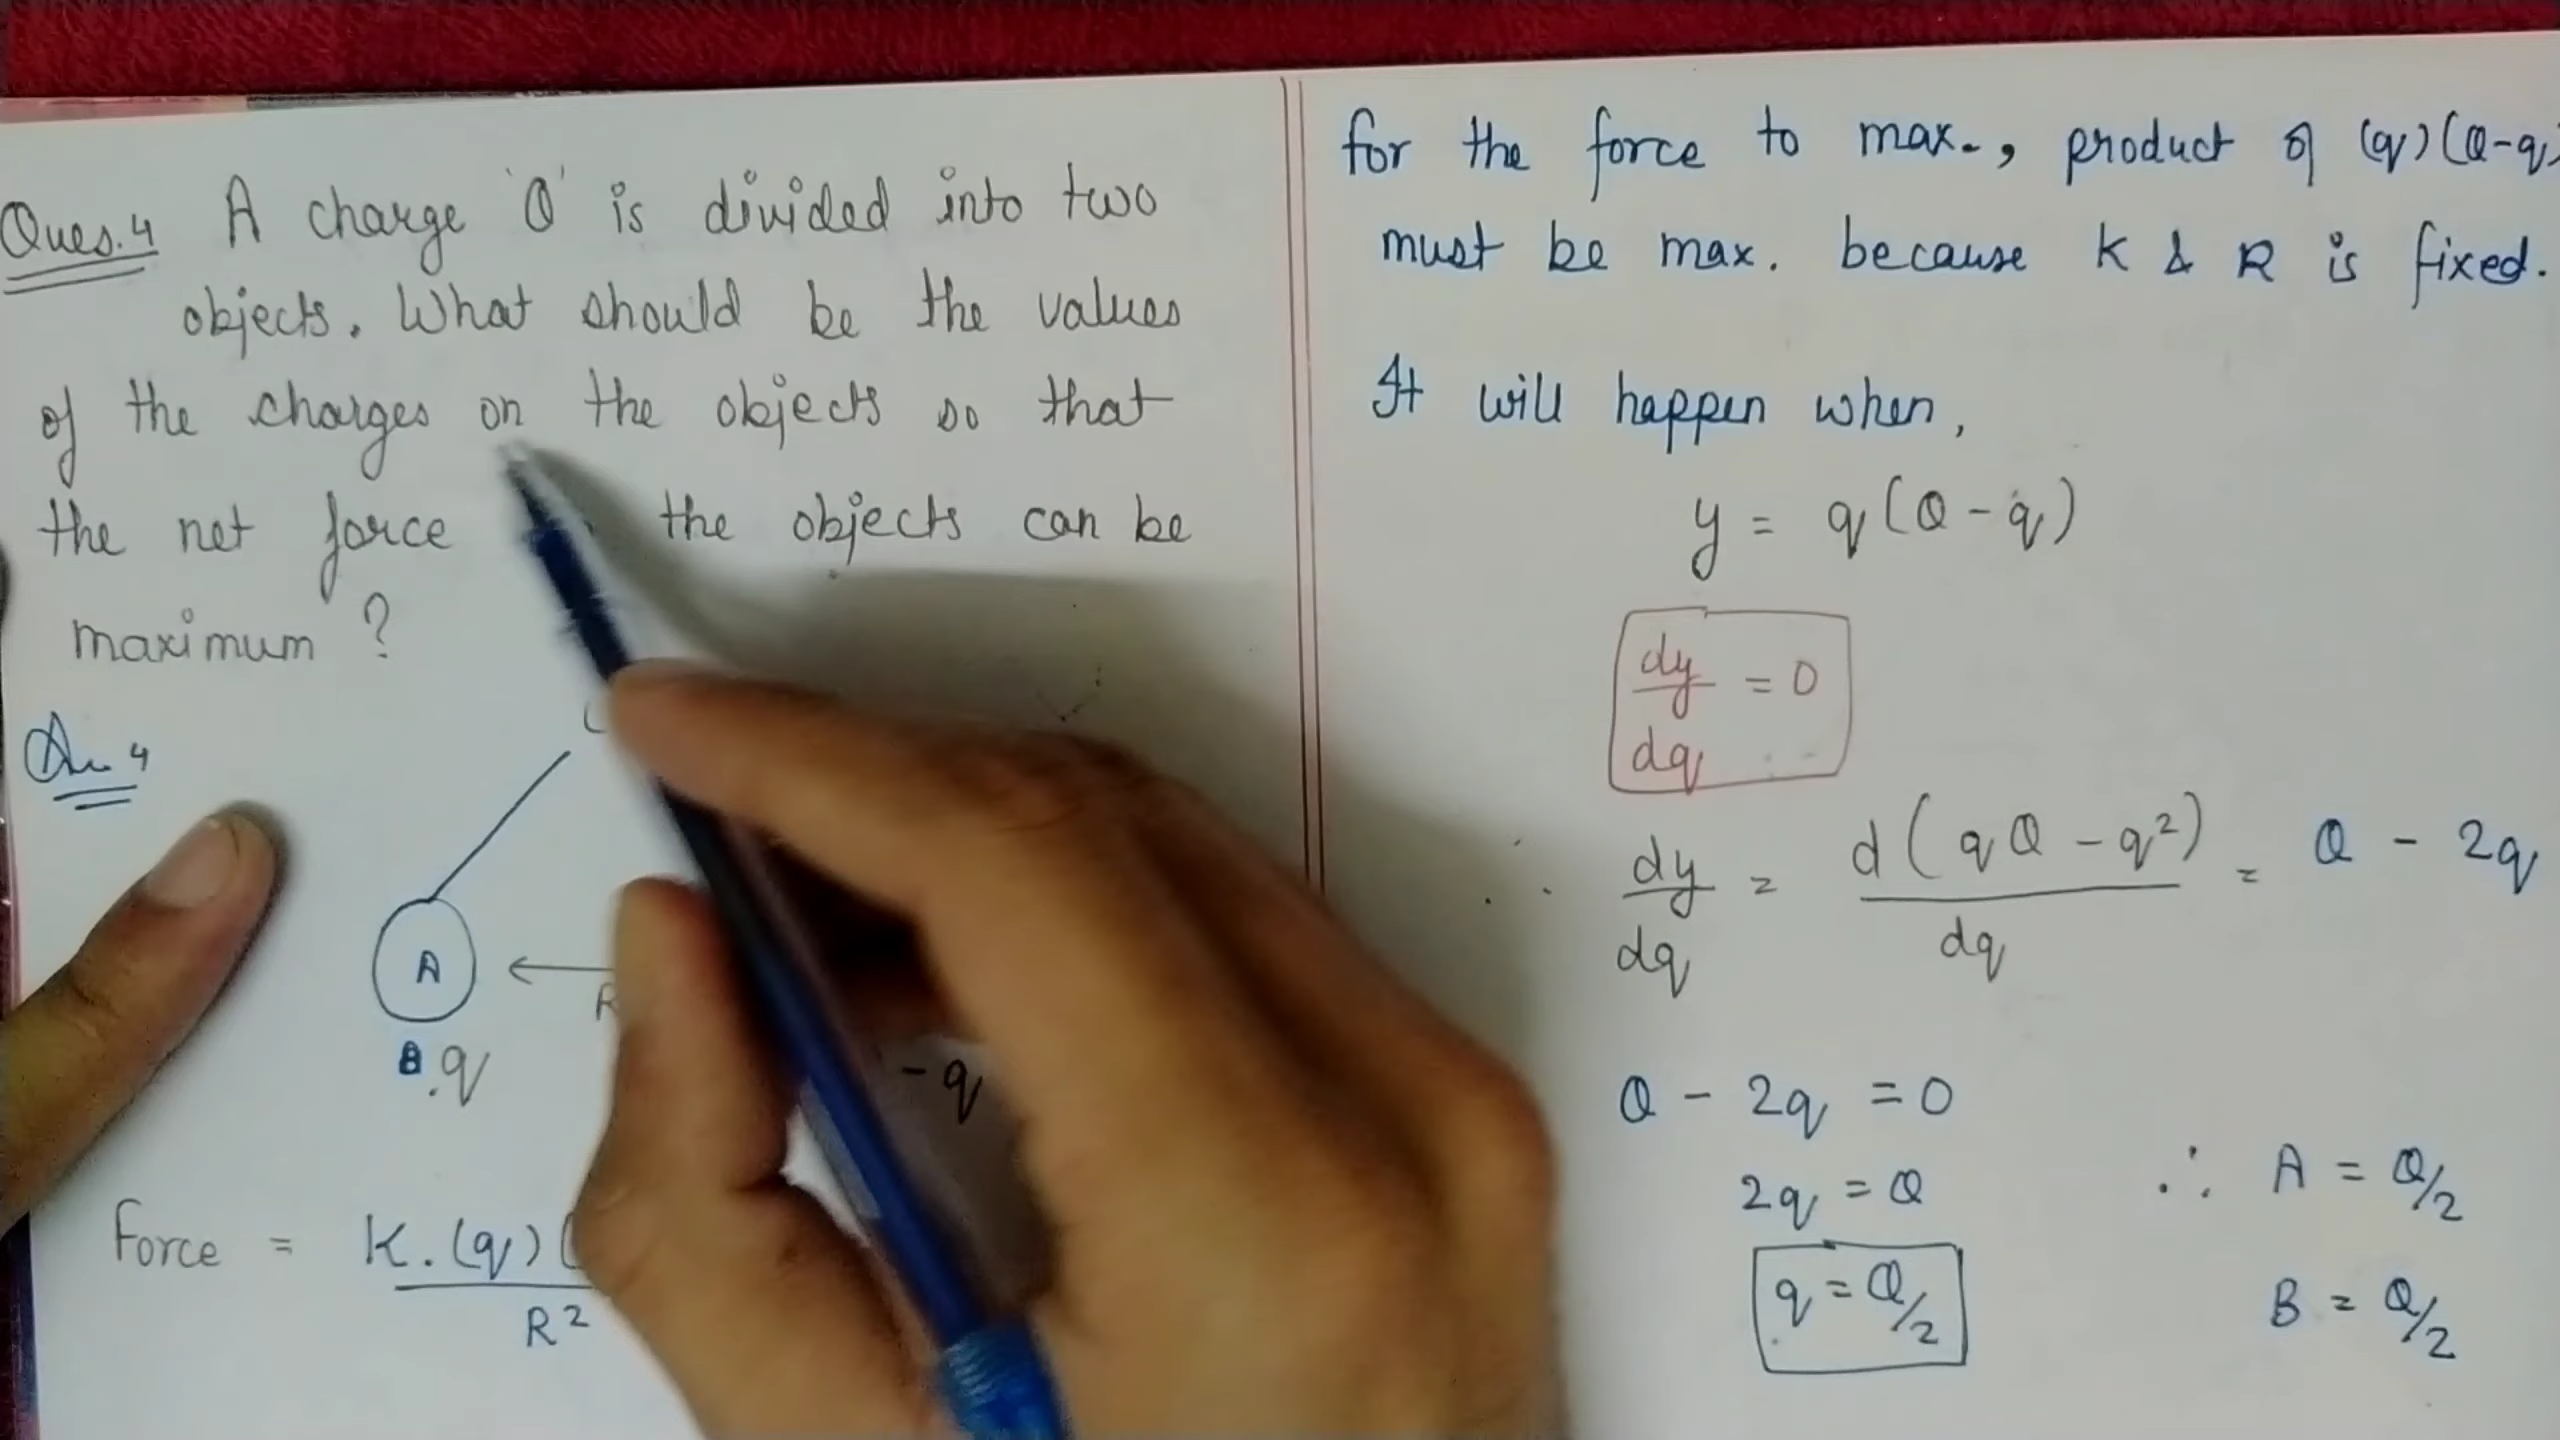 Ques.4 A charge 'Q' is divided into two
objects. What should be the values
of the charges on the objects so that
the net force the objects can be
maximum ?
4
A
R
q
- q
Force = K.(q)(
R²
for the force to max., product of (q)(Q-q)
must be max. because K & R is fixed.
It will happen when,
y = q(Q-q)
dy/dq = 0
∴ dy/dq = d(qQ-q²)/dq = Q - 2q
Q - 2q = 0
2q = Q
q = Q/2
∴ A = Q/2
B = Q/2